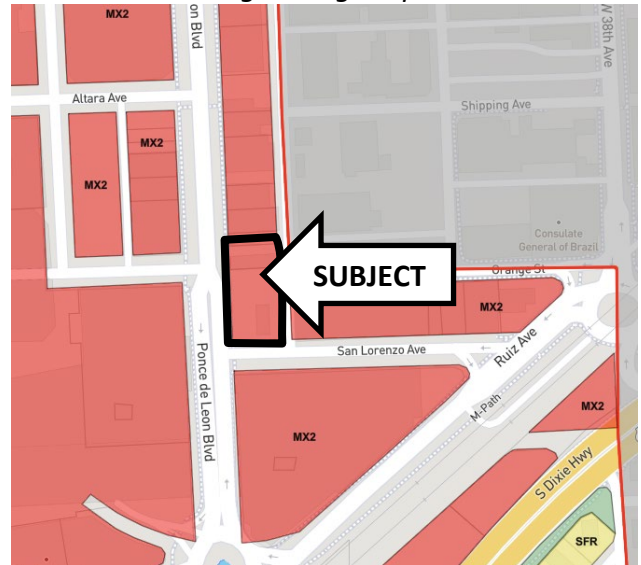 MX2
on Blvd
W 38th Ave
Altara Ave
Shipping Ave
MX2
MX2
Consulate
General of Brazil
SUBJECT
Orange St
MX2
San Lorenzo Ave
Ruiz Ave
Ponce de Leon Blvd
M-Path
MX2
MX2
S Dixie Hwy
SFR